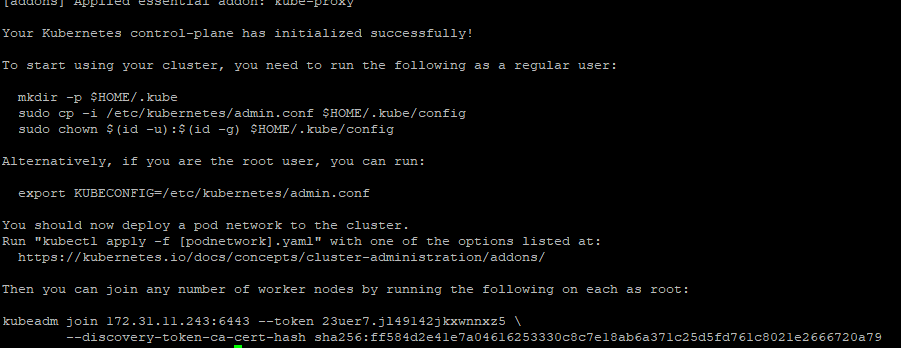 [addons] Applied essential addon: kube-proxy
Your Kubernetes control-plane has initialized successfully!
To start using your cluster, you need to run the following as a regular user:
mkdir -p $HOME/.kube
sudo cp -i /etc/kubernetes/admin.conf $HOME/.kube/config
sudo chown $(id -u):$(id -g) $HOME/.kube/config
Alternatively, if you are the root user, you can run:
export KUBECONFIG=/etc/kubernetes/admin.conf
You should now deploy a pod network to the cluster.
Run "kubectl apply -f [podnetwork].yaml" with one of the options listed at:
https://kubernetes.io/docs/concepts/cluster-administration/addons/
Then you can join any number of worker nodes by running the following on each as root:
kubeadm join 172.31.11.243:6443 --token 23uer7.jl49142jkxwnnxz5 \
--discovery-token-ca-cert-hash sha256:ff584d2e41e7a04616253330c8c7e18ab6a371c25d5fd761c8021e2666720a79